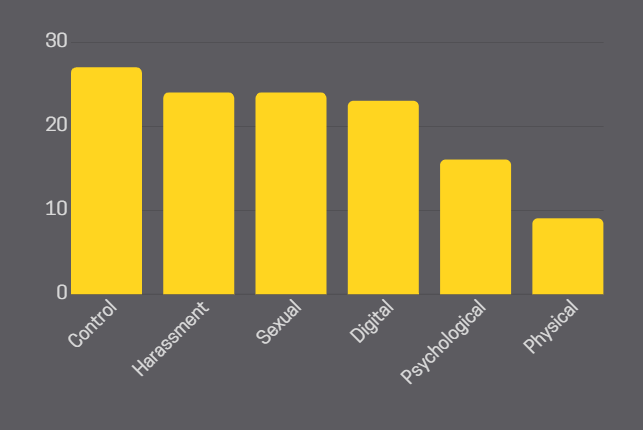 30
20
10
0
Control
Harassment
Sexual
Digital
Psychological
Physical